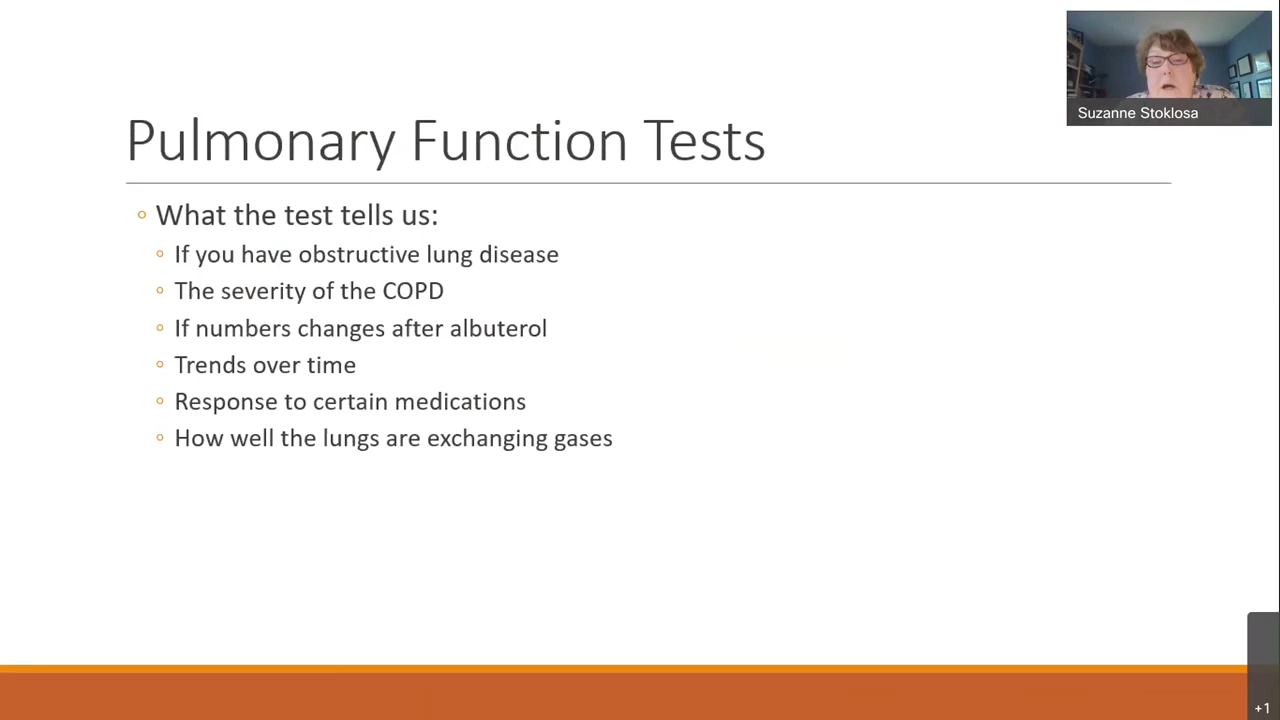 Suzanne Stoklosa
Pulmonary Function Tests
What the test tells us:
If you have obstructive lung disease
The severity of the COPD
If numbers changes after albuterol
Trends over time
Response to certain medications
How well the lungs are exchanging gases
+1